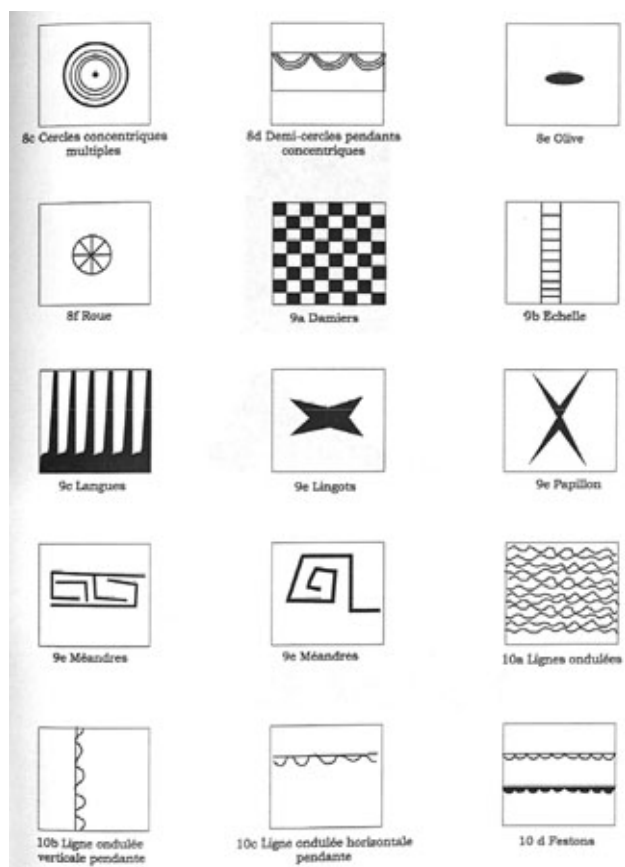 8c Cercles concentriques
multiples
8d Demi-cercles pendants
concentriques
8e Olive
8f Roue
9a Damiers
9b Echelle
9c Langues
9e Lingots
9e Papillon
9e Méandres
9e Méandres
10a Lignes ondulées
10b Ligne ondulée
verticale pendante
10c Ligne ondulée horizontale
pendante
10 d Festons